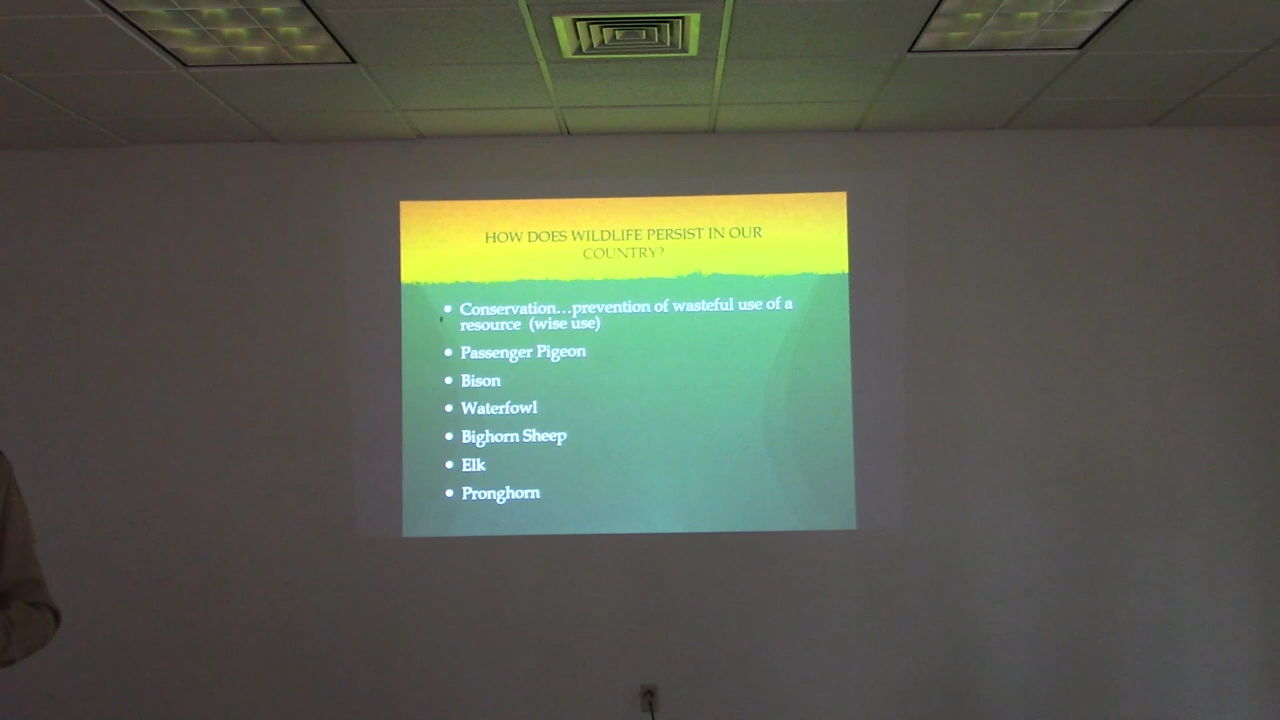 HOW DOES WILDLIFE PERSIST IN OUR
COUNTRY?
• Conservation...prevention of wasteful use of a
resource (wise use)
• Passenger Pigeon
• Bison
• Waterfowl
• Bighorn Sheep
• Elk
• Pronghorn